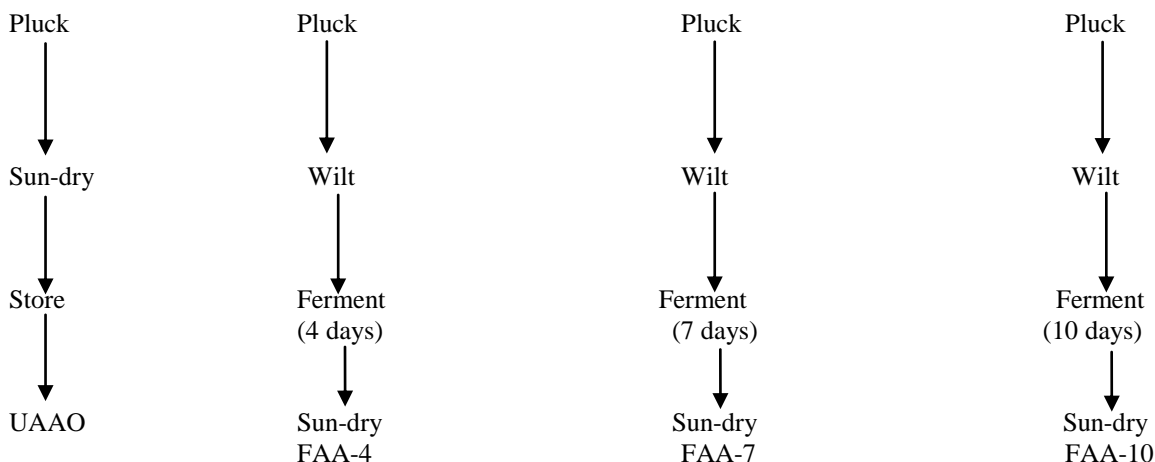 Pluck Pluck Pluck Pluck
Sun-dry Wilt Wilt Wilt
Store Ferment Ferment Ferment
(4 days) (7 days) (10 days)
UAAO Sun-dry Sun-dry Sun-dry
FAA-4 FAA-7 FAA-10